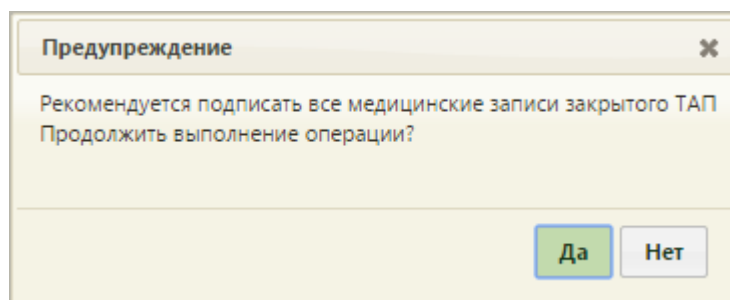 Предупреждение
Рекомендуется подписать все медицинские записи закрытого ТАП
Продолжить выполнение операции?
Да Нет